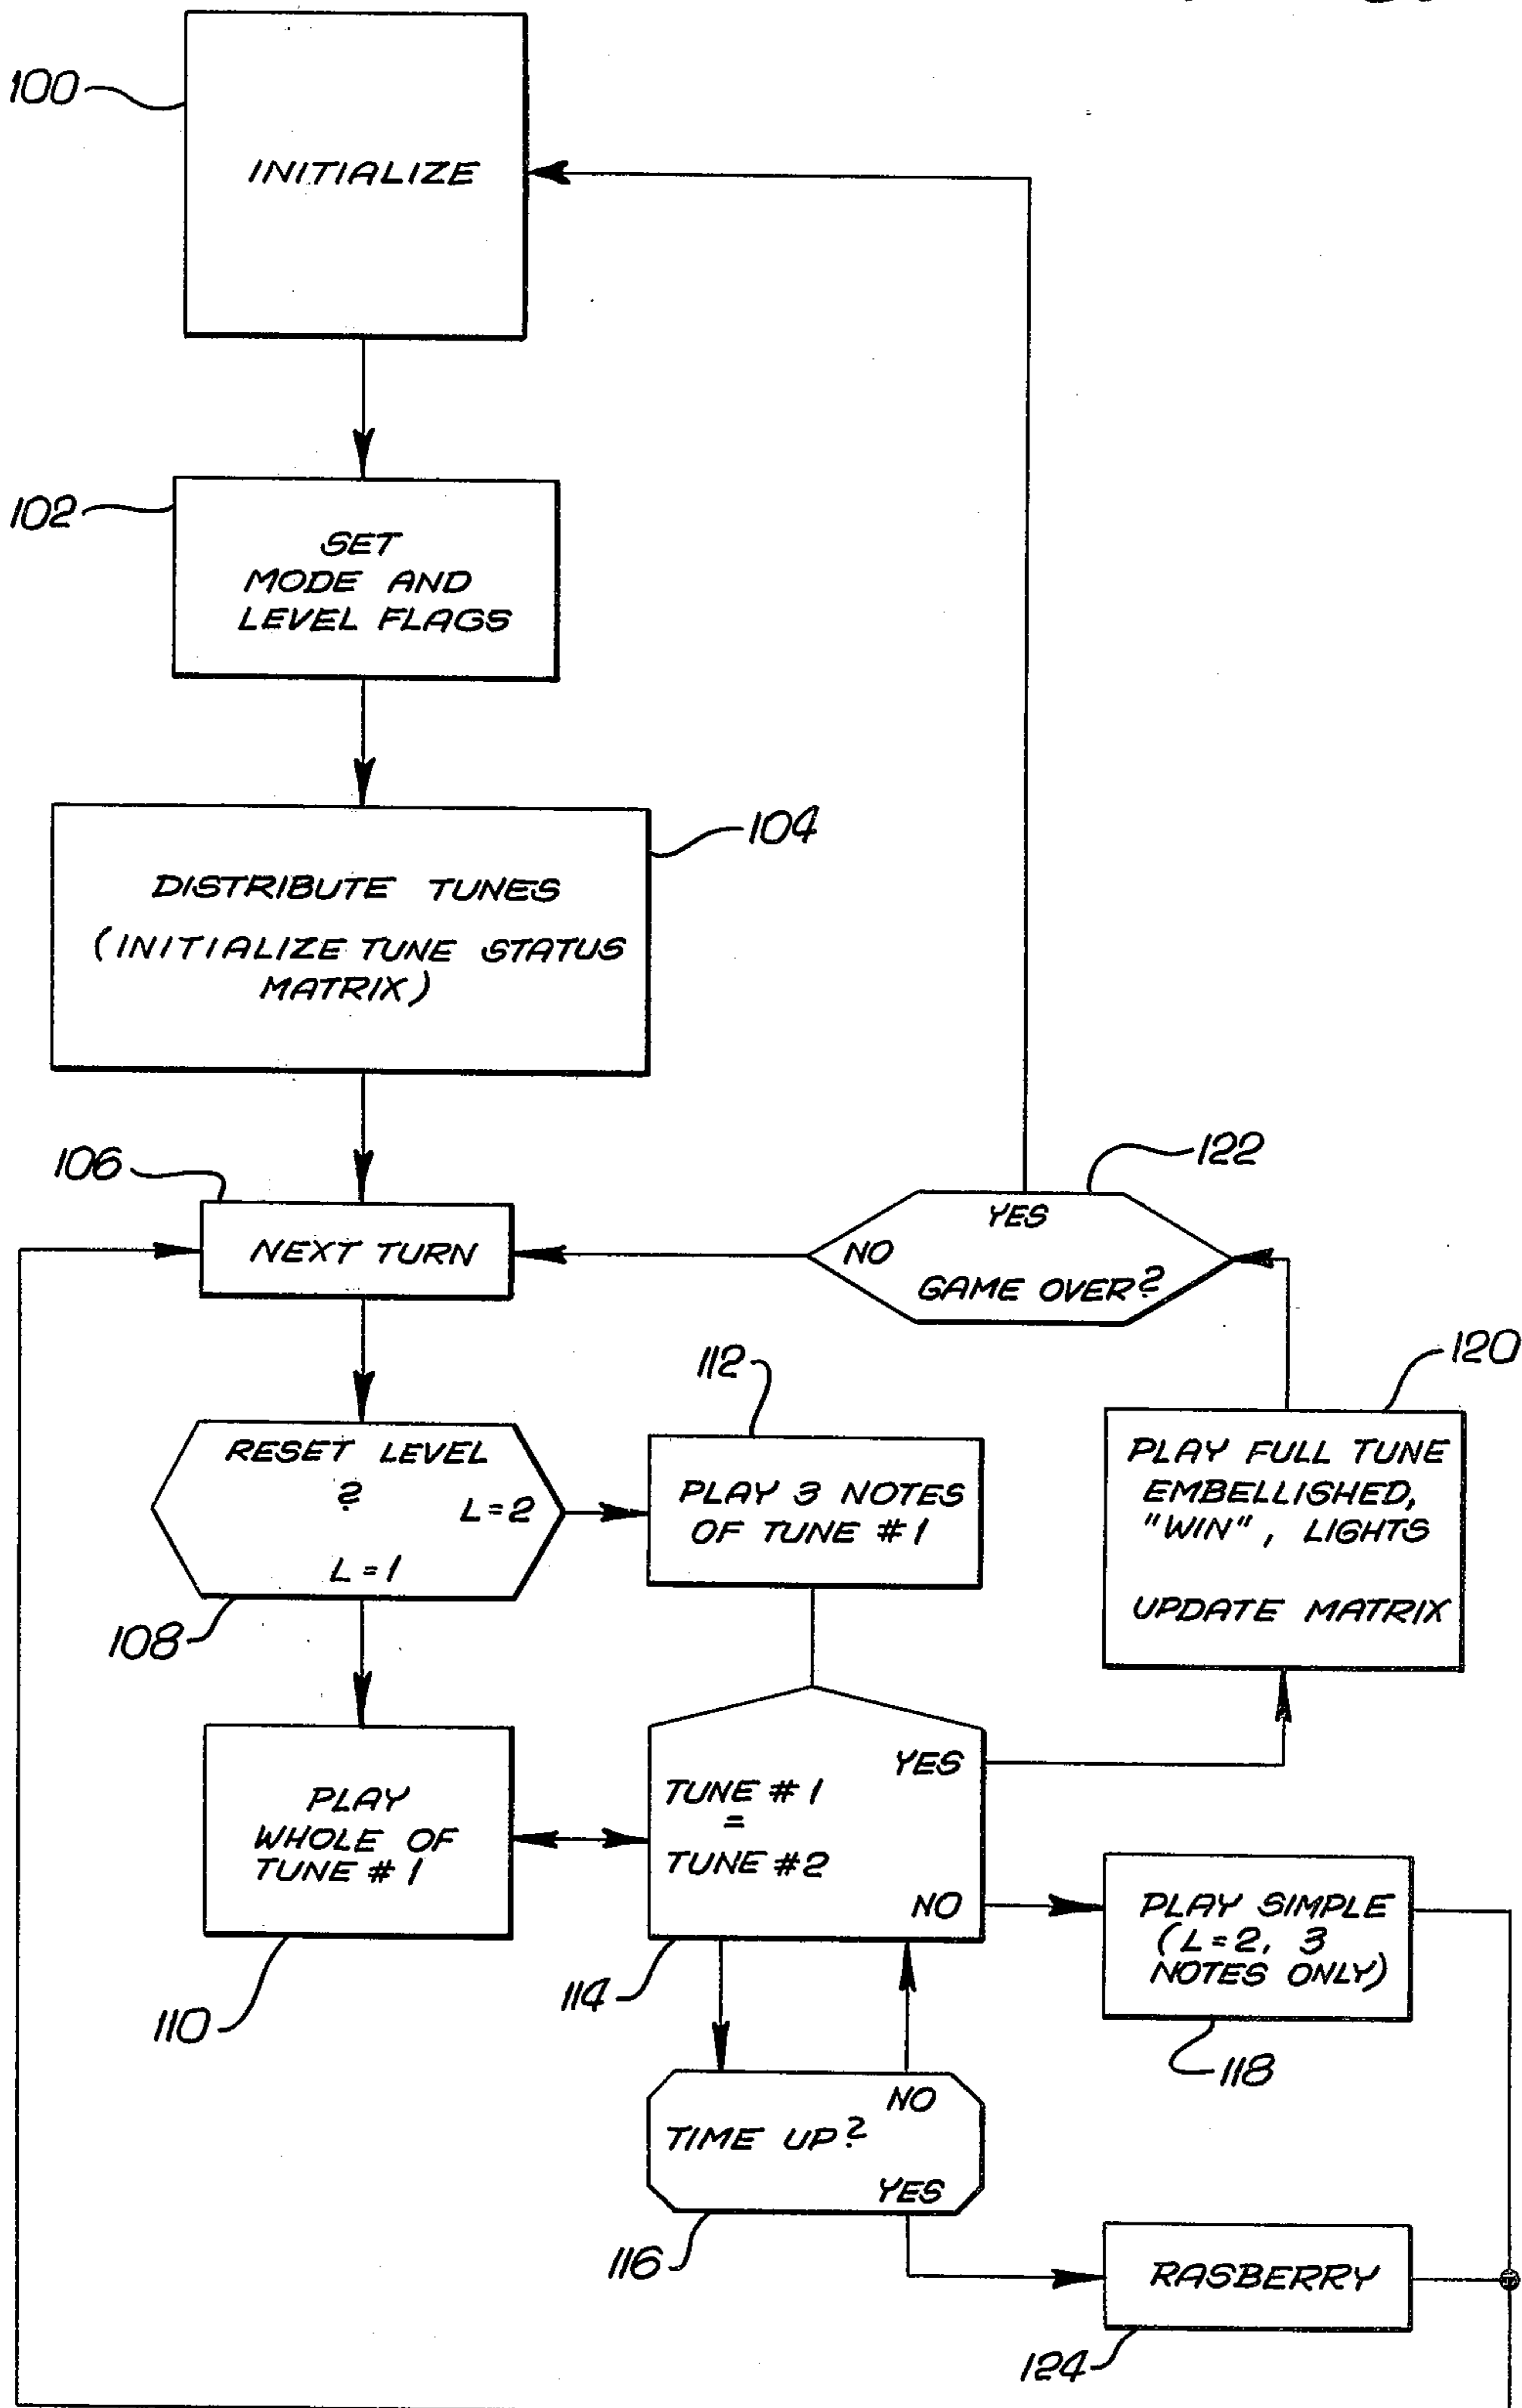 100
INITIALIZE
102
SET
MODE AND
LEVEL FLAGS
104
DISTRIBUTE TUNES
(INITIALIZE TUNE STATUS
MATRIX)
106
NEXT TURN
122
YES
NO
GAME OVER?
108
RESET LEVEL
?
L=2
L=1
112
PLAY 3 NOTES
OF TUNE #1
120
PLAY FULL TUNE
EMBELLISHED,
"WIN", LIGHTS
UPDATE MATRIX
110
PLAY
WHOLE OF
TUNE #1
114
YES
TUNE #1
=
TUNE #2
NO
118
PLAY SIMPLE
(L=2, 3
NOTES ONLY)
116
NO
TIME UP?
YES
124
RASBERRY